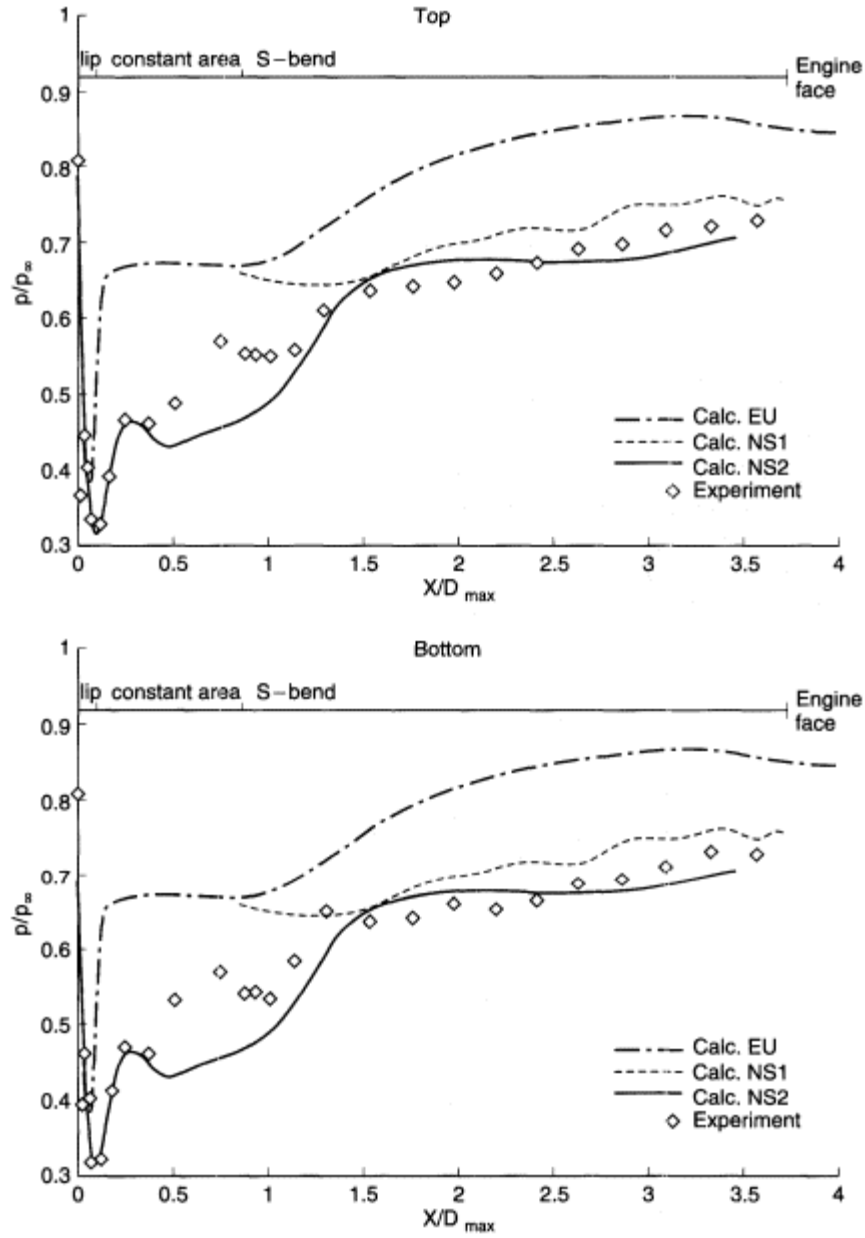 Top
1
lip constant area S-bend
Engine
face
0.9
0.8
0.7
0.6
0.5
0.4
0.3
p/p∞
Calc. EU
Calc. NS1
Calc. NS2
Experiment
0 0.5 1 1.5 2 2.5 3 3.5 4
X/D max
Bottom
1
lip constant area S-bend
Engine
face
0.9
0.8
0.7
0.6
0.5
0.4
0.3
p/p∞
Calc. EU
Calc. NS1
Calc. NS2
Experiment
0 0.5 1 1.5 2 2.5 3 3.5 4
X/D max